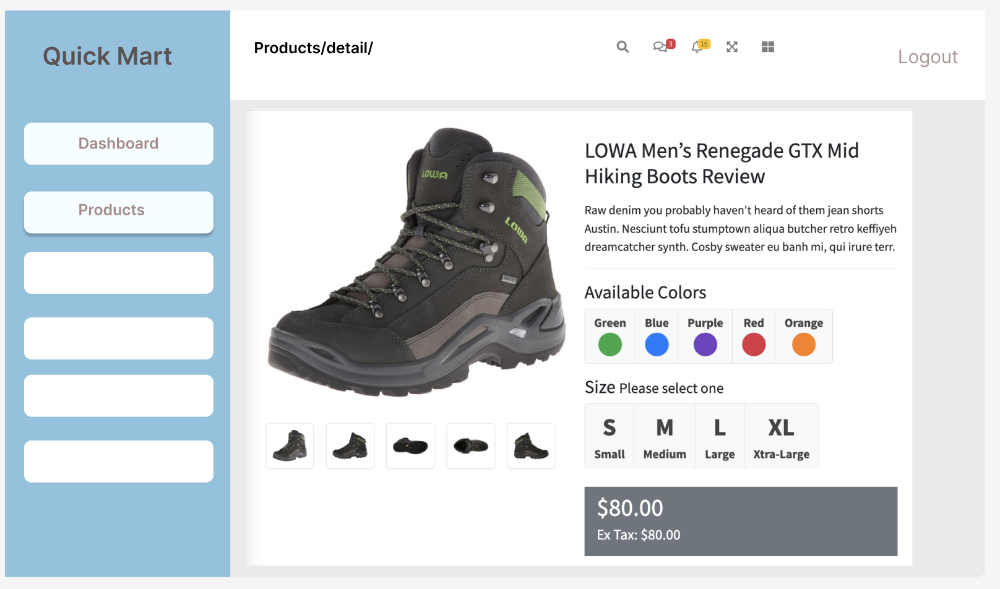 Quick Mart
Dashboard
Products
Products/detail/
3
15
Logout
LOWA
LOWA
GORE-TEX
LOWA Men’s Renegade GTX Mid
Hiking Boots Review
Raw denim you probably haven't heard of them jean shorts
Austin. Nesciunt tofu stumptown aliqua butcher retro keffiyeh
dreamcatcher synth. Cosby sweater eu banh mi, qui irure terr.
Available Colors
Green Blue Purple Red Orange
Size Please select one
S M L XL
Small Medium Large Xtra-Large
$80.00
Ex Tax: $80.00